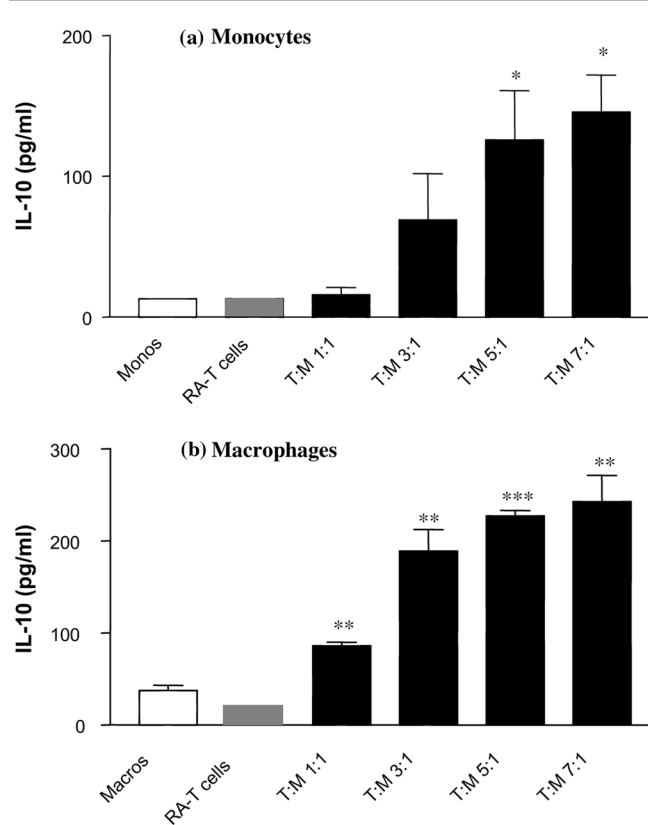 (a) Monocytes
200
100
0
IL-10 (pg/ml)
*
*
Monos
RA-T cells
T:M 1:1
T:M 3:1
T:M 5:1
T:M 7:1
(b) Macrophages
300
200
100
0
IL-10 (pg/ml)
**
**
***
**
Macros
RA-T cells
T:M 1:1
T:M 3:1
T:M 5:1
T:M 7:1